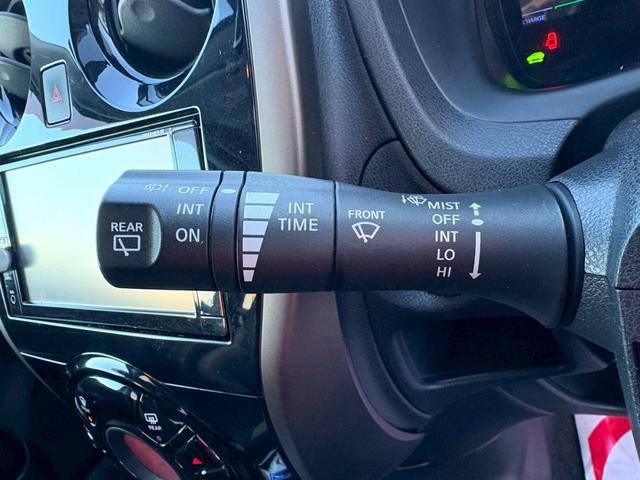 CHARGE
REAR
OFF
INT
ON
INT
TIME
FRONT
MIST
OFF
INT
LO
HI
REAR